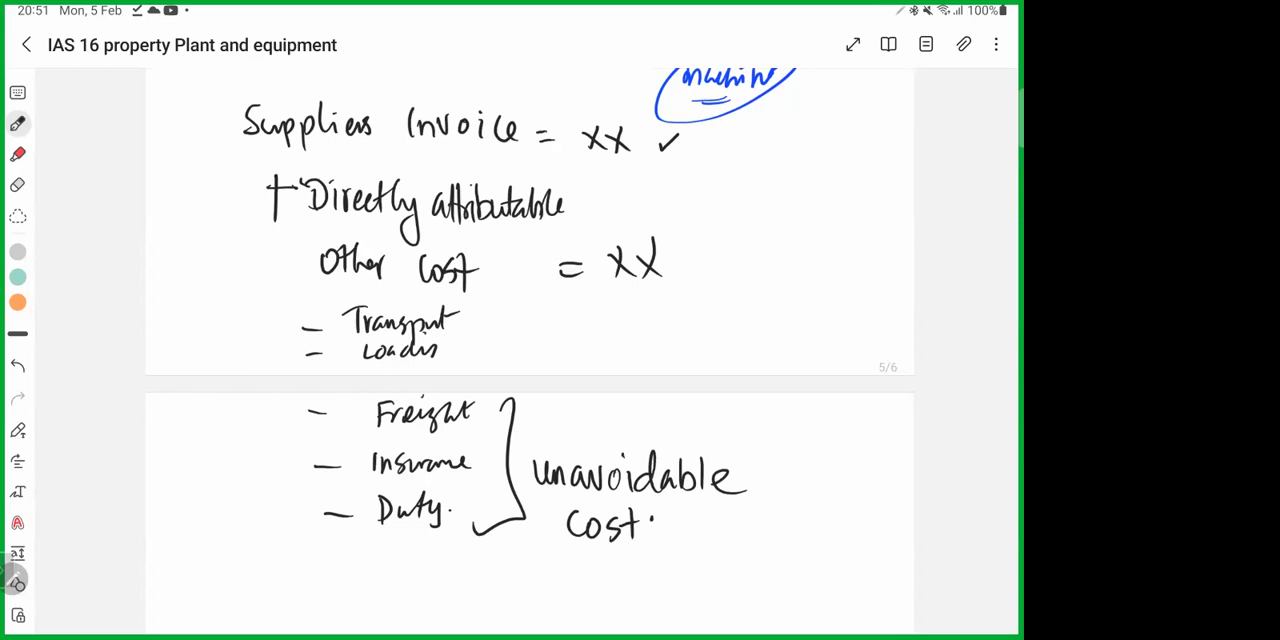 20:51 Mon, 5 Feb
100%
IAS 16 property Plant and equipment
Suppliers Invoice = XX ✓
+ Directly attributable
Other Cost = XX
- Transport
- Loadin
5/6
- Freight
- Insurance
- Duty.
unavoidable
Cost.